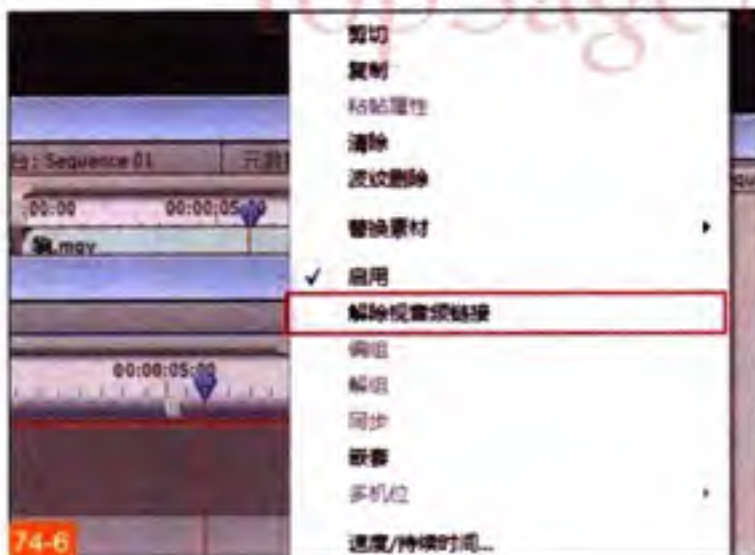 剪切
复制
粘贴属性
清除
波纹删除
替换素材
启用
解除视音频链接
编组
解组
同步
嵌套
多机位
速度/持续时间...
台: Sequence 01
00:00
00:00:05:00
.mov
00:00:05:00
74-6